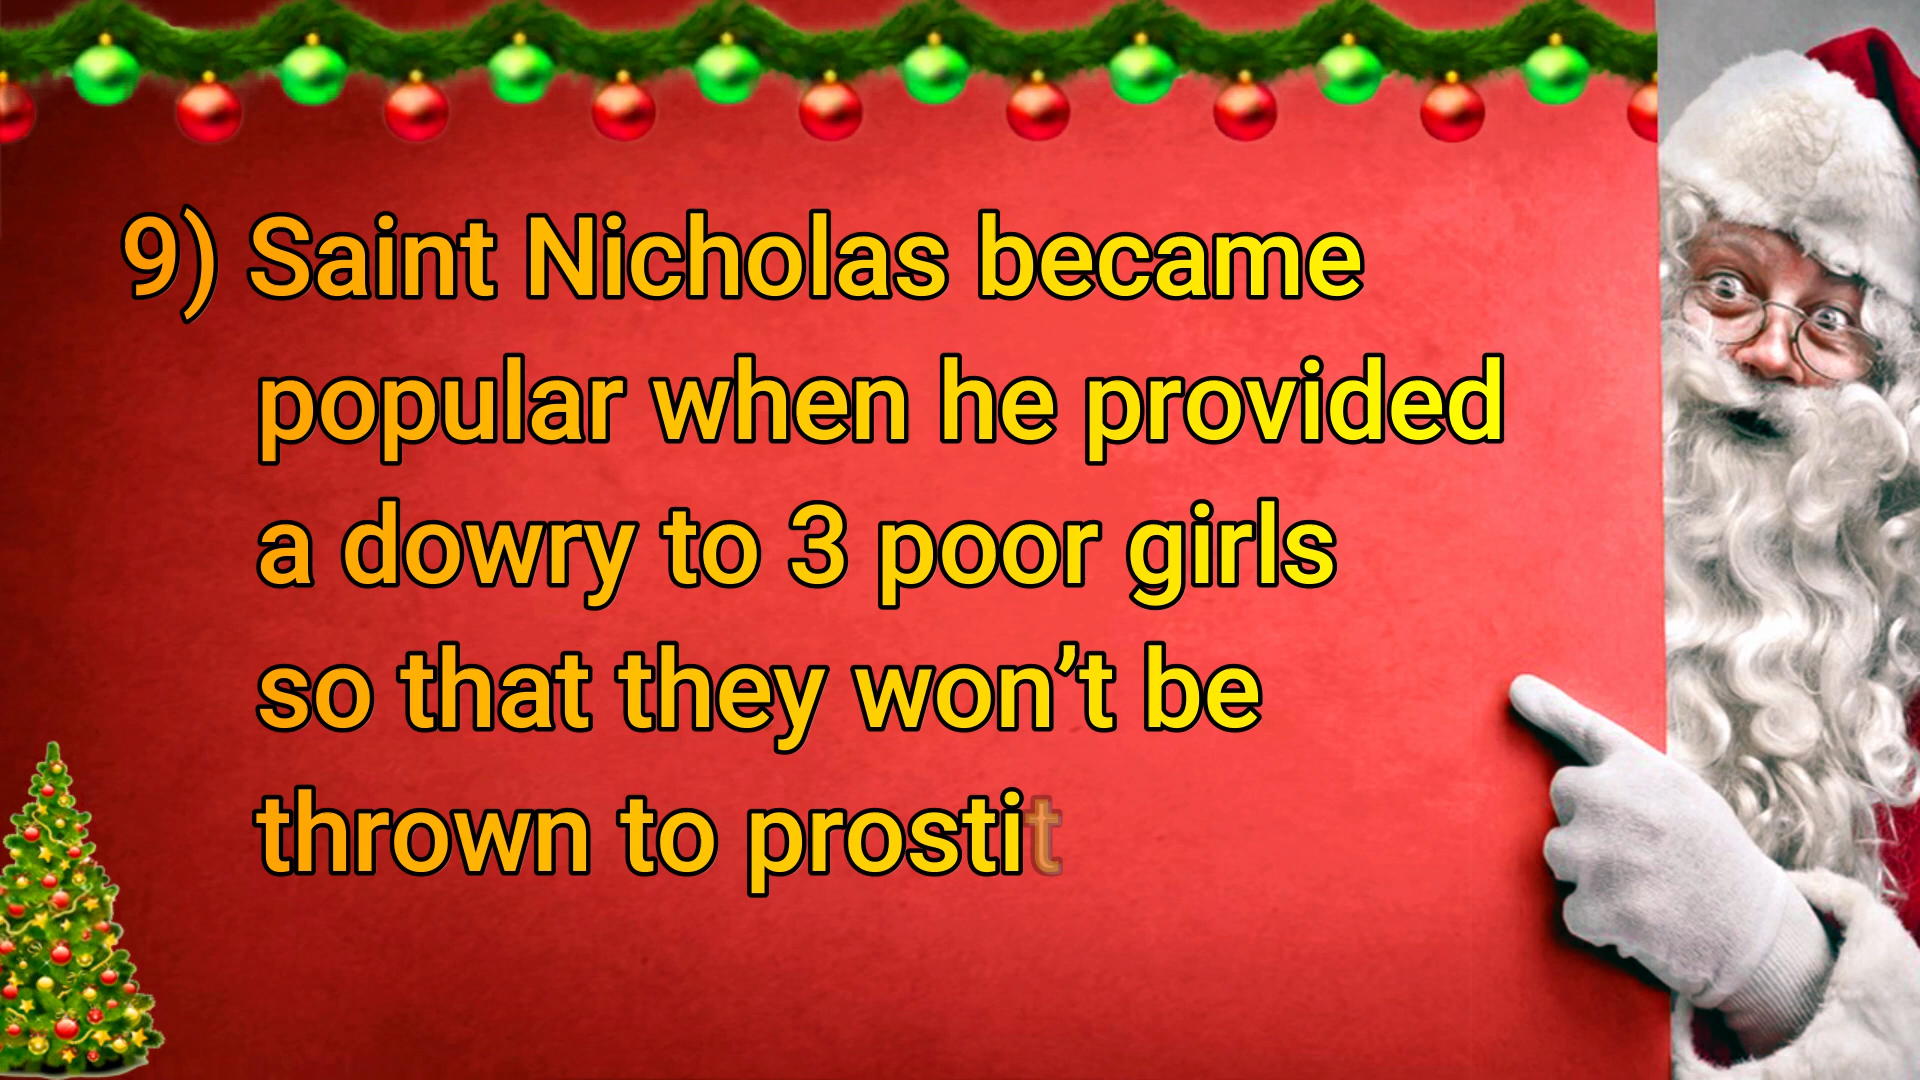 9) Saint Nicholas became
popular when he provided
a dowry to 3 poor girls
so that they won’t be
thrown to prostit